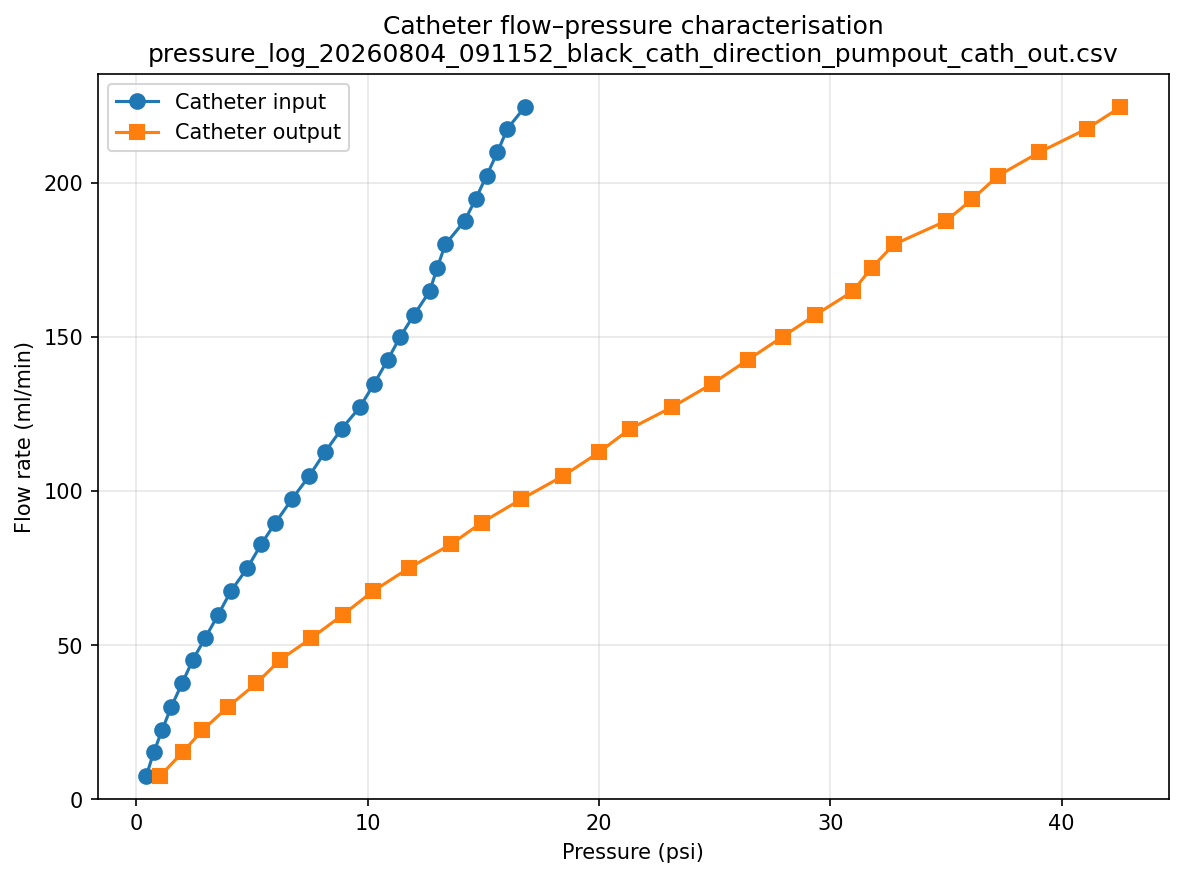 Catheter flow–pressure characterisation
pressure_log_20260804_091152_black_cath_direction_pumpout_cath_out.csv
Catheter input
Catheter output
Flow rate (ml/min)
200
150
100
50
0
0 10 20 30 40
Pressure (psi)